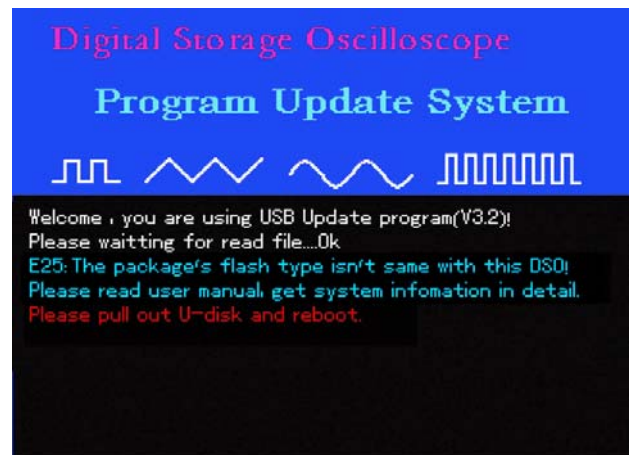 Digital Storage Oscilloscope
Program Update System
Welcome , you are using USB Update program(V3.2)!
Please waitting for read file....Ok
E25: The package's flash type isn't same with this DSO!
Please read user manual, get system infomation in detail.
Please pull out U-disk and reboot.